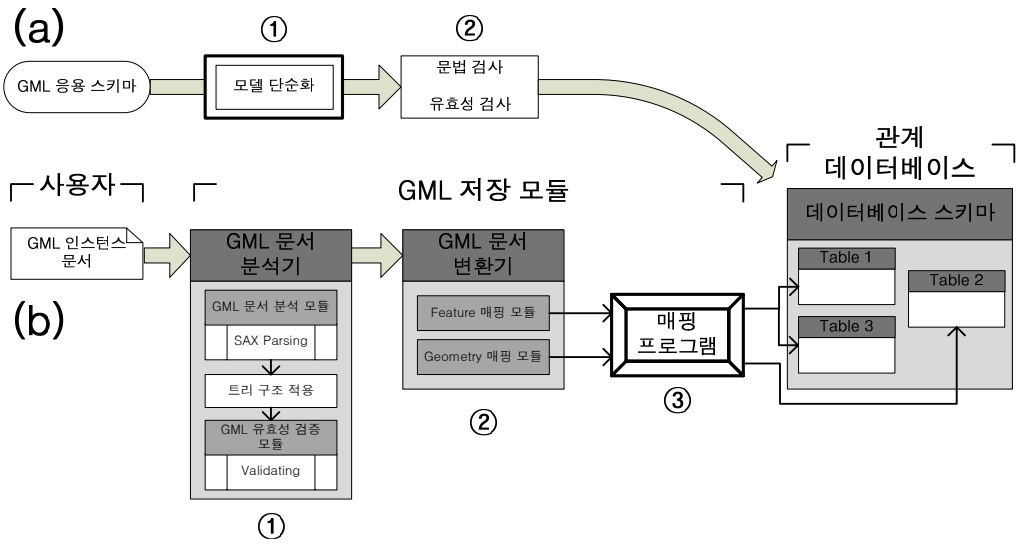 (a)
①
②
GML 응용 스키마
모델 단순화
문법 검사
유효성 검사
관계
데이터베이스
사용자
GML 저장 모듈
데이터베이스 스키마
GML 인스턴스
문서
GML 문서
분석기
GML 문서
변환기
Table 1
Table 2
Table 3
(b)
GML 문서 분석 모듈
SAX Parsing
트리 구조 적용
GML 유효성 검증
모듈
Validating
①
Feature 매핑 모듈
Geometry 매핑 모듈
②
매핑
프로그램
③